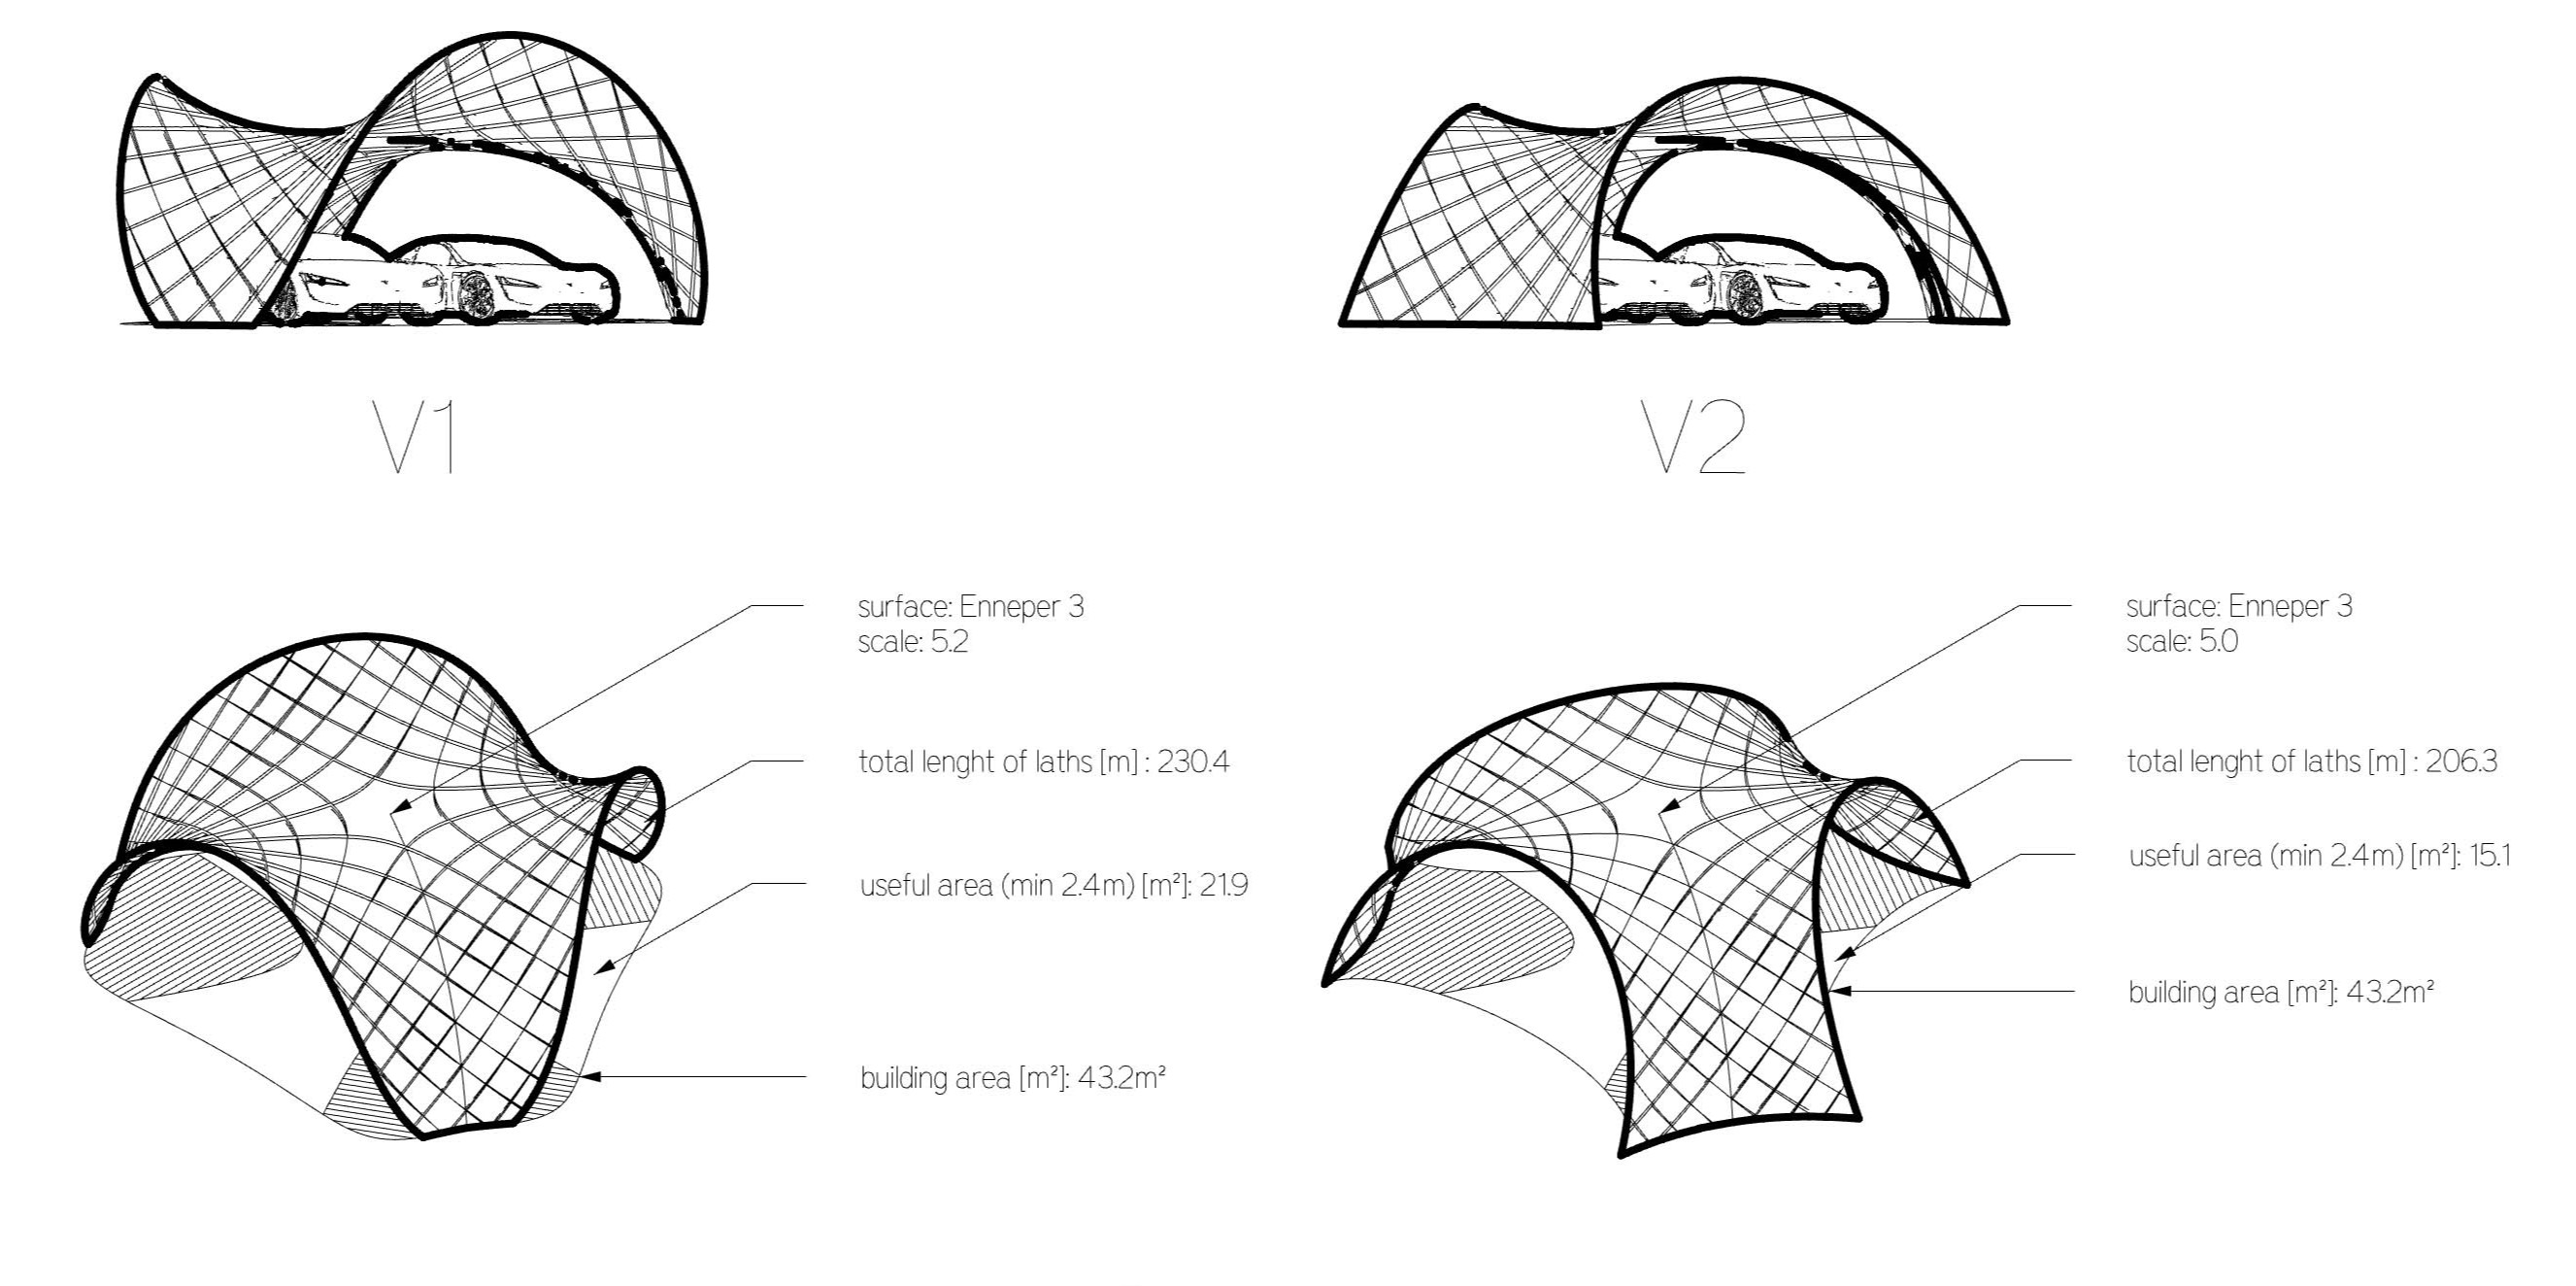 V1
V2
surface: Enneper 3
scale: 5.2
total lenght of laths [m] : 230.4
useful area (min 2.4m) [m²]: 21.9
building area [m²]: 43.2m²
surface: Enneper 3
scale: 5.0
total lenght of laths [m] : 206.3
useful area (min 2.4m) [m²]: 15.1
building area [m²]: 43.2m²